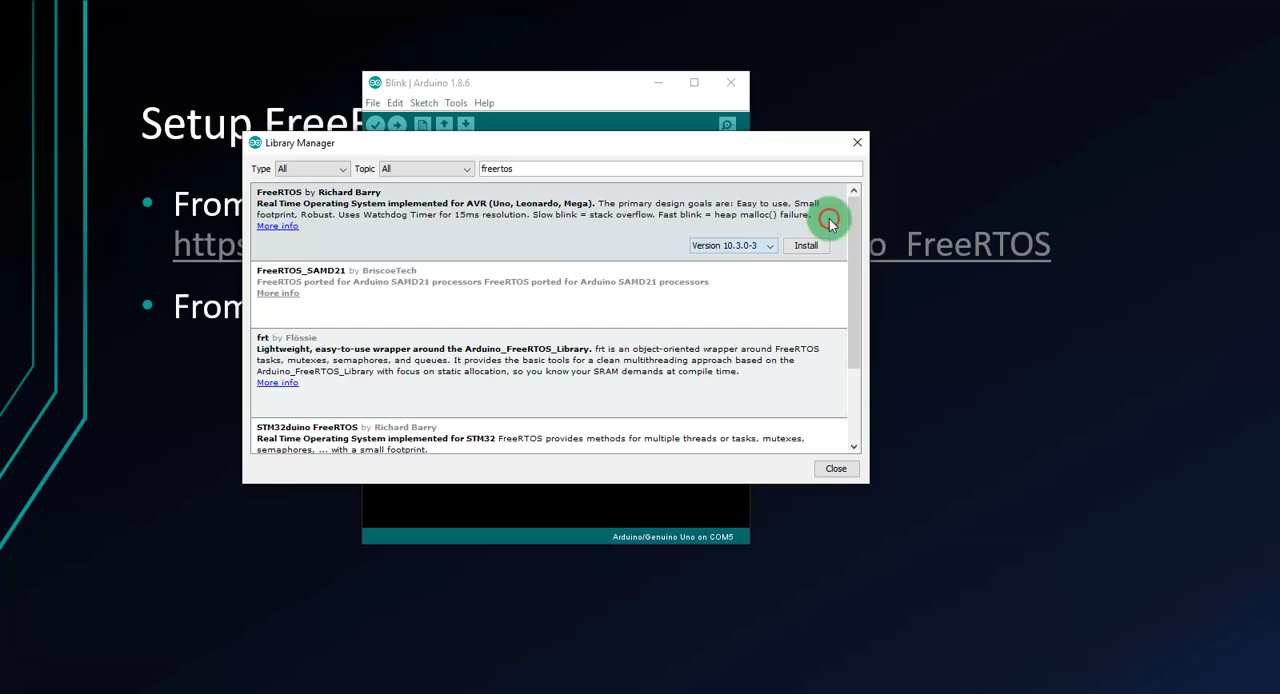 Blink | Arduino 1.8.6
File Edit Sketch Tools Help
Setup
Library Manager
Type All Topic All freertos
• From
FreeRTOS by Richard Barry
Real Time Operating System implemented for AVR (Uno, Leonardo, Mega). The primary design goals are: Easy to use, Small
footprint, Robust. Uses Watchdog Timer for 15ms resolution. Slow blink = stack overflow. Fast blink = heap malloc() failure.
More info
https
o_FreeRTOS
Version 10.3.0-3 Install
FreeRTOS_SAMD21 by BriscoeTech
FreeRTOS ported for Arduino SAMD21 processors FreeRTOS ported for Arduino SAMD21 processors
More info
• From
frt by Flössie
Lightweight, easy-to-use wrapper around the Arduino_FreeRTOS_Library. frt is an object-oriented wrapper around FreeRTOS
tasks, mutexes, semaphores, and queues. It provides the basic tools for a clean multithreading approach based on the
Arduino_FreeRTOS_Library with focus on static allocation, so you know your SRAM demands at compile time.
More info
STM32duino FreeRTOS by Richard Barry
Real Time Operating System implemented for STM32 FreeRTOS provides methods for multiple threads or tasks, mutexes,
semaphores, ... with a small footprint.
Close
Arduino/Genuino Uno on COM5